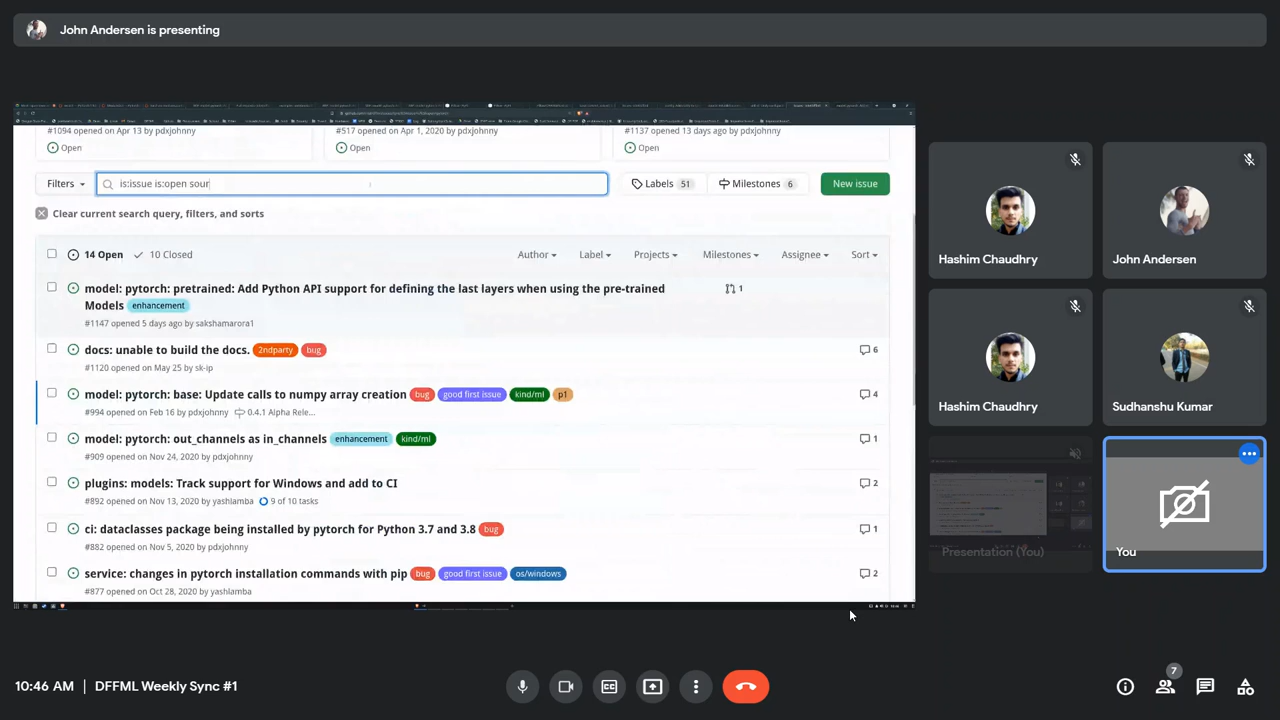 John Andersen is presenting
#1094 opened on Apr 13 by pdxjohnny
#517 opened on Apr 1, 2020 by pdxjohnny
#1137 opened 13 days ago by pdxjohnny
Open
Open
Open
Filters
is:issue is:open sour
Labels 51
Milestones 6
New issue
Clear current search query, filters, and sorts
14 Open
10 Closed
Author
Label
Projects
Milestones
Assignee
Sort
model: pytorch: pretrained: Add Python API support for defining the last layers when using the pre-trained
1
Models enhancement
#1147 opened 5 days ago by sakshamarora1
docs: unable to build the docs. 2ndparty bug
6
#1120 opened on May 25 by sk-ip
model: pytorch: base: Update calls to numpy array creation bug good first issue kind/ml p1
4
#994 opened on Feb 16 by pdxjohnny 0.4.1 Alpha Rele...
model: pytorch: out_channels as in_channels enhancement kind/ml
1
#909 opened on Nov 24, 2020 by pdxjohnny
plugins: models: Track support for Windows and add to CI
2
#892 opened on Nov 13, 2020 by yashlamba 9 of 10 tasks
ci: dataclasses package being installed by pytorch for Python 3.7 and 3.8 bug
1
#882 opened on Nov 5, 2020 by pdxjohnny
service: changes in pytorch installation commands with pip bug good first issue os/windows
2
#877 opened on Oct 28, 2020 by yashlamba
Hashim Chaudhry
John Andersen
Hashim Chaudhry
Sudhanshu Kumar
Presentation (You)
You
10:46 AM
DFFML Weekly Sync #1
CC
7